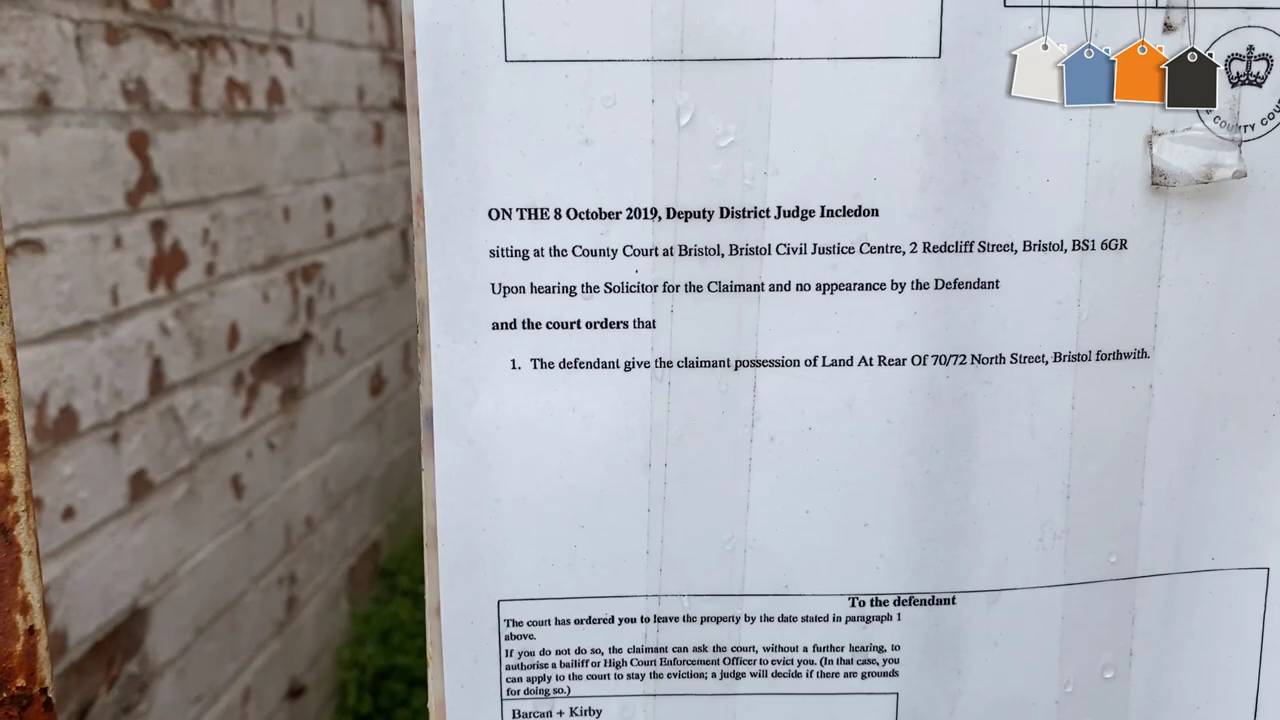 COUNTY COU
ON THE 8 October 2019, Deputy District Judge Incledon
sitting at the County Court at Bristol, Bristol Civil Justice Centre, 2 Redcliff Street, Bristol, BS1 6GR
Upon hearing the Solicitor for the Claimant and no appearance by the Defendant
and the court orders that
1. The defendant give the claimant possession of Land At Rear Of 70/72 North Street, Bristol forthwith.
To the defendant
The court has ordered you to leave the property by the date stated in paragraph 1
above.
If you do not do so, the claimant can ask the court, without a further hearing, to
authorise a bailiff or High Court Enforcement Officer to evict you. (In that case, you
can apply to the court to stay the eviction; a judge will decide if there are grounds
for doing so.)
Barcan + Kirby